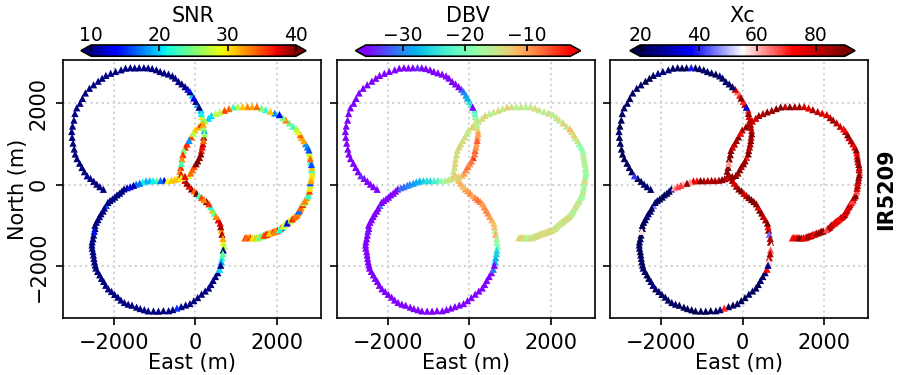 SNR
DBV
Xc
10 20 30 40
−30 −20 −10
20 40 60 80
North (m)
2000
0
−2000
−2000 0 2000
−2000 0 2000
−2000 0 2000
East (m)
East (m)
East (m)
IR5209